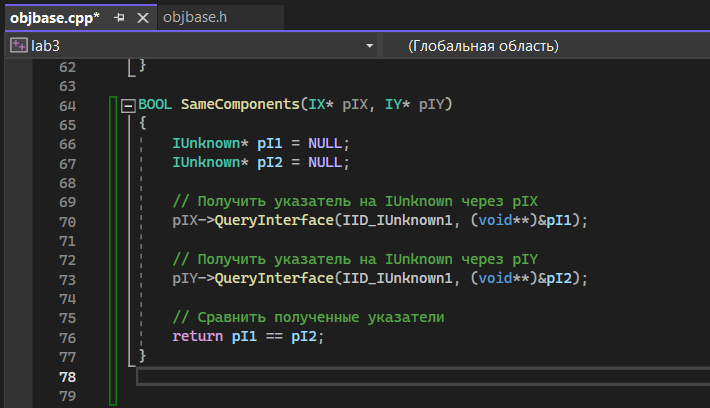 objbase.cpp*
objbase.h
lab3
(Глобальная область)
62 }
63
64 BOOL SameComponents(IX* pIX, IY* pIY)
65 {
66 IUnknown* pI1 = NULL;
67 IUnknown* pI2 = NULL;
68
69 // Получить указатель на IUnknown через pIX
70 pIX->QueryInterface(IID_IUnknown1, (void**)&pI1);
71
72 // Получить указатель на IUnknown через pIY
73 pIY->QueryInterface(IID_IUnknown1, (void**)&pI2);
74
75 // Сравнить полученные указатели
76 return pI1 == pI2;
77 }
78
79